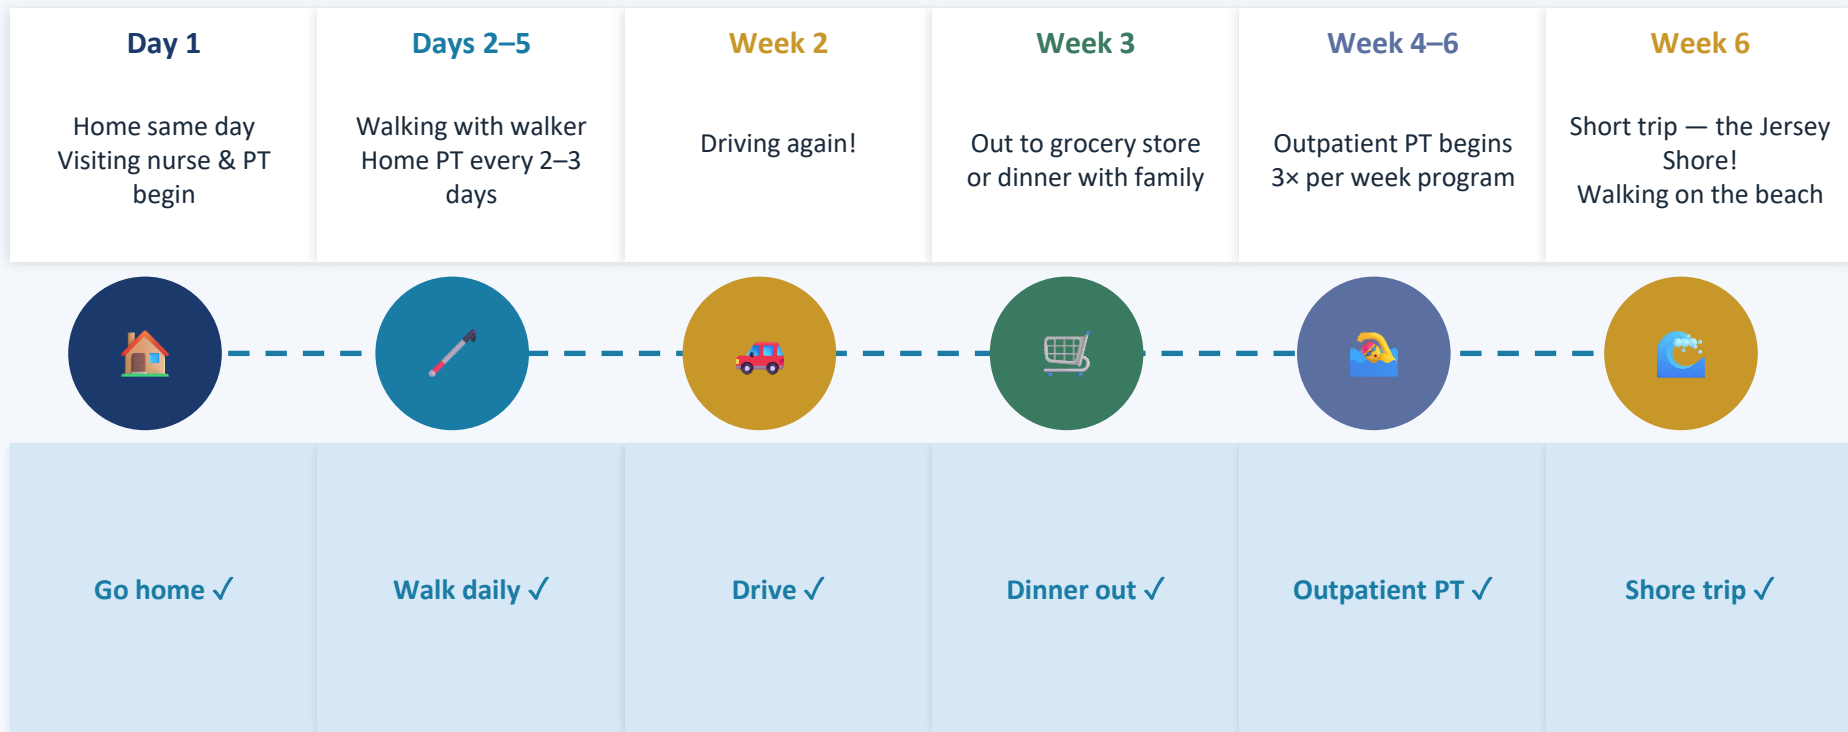 Day 1
Home same day
Visiting nurse & PT
begin
Days 2–5
Walking with walker
Home PT every 2–3
days
Week 2
Driving again!
Week 3
Out to grocery store
or dinner with family
Week 4–6
Outpatient PT begins
3× per week program
Week 6
Short trip — the Jersey
Shore!
Walking on the beach
Go home ✓
Walk daily ✓
Drive ✓
Dinner out ✓
Outpatient PT ✓
Shore trip ✓